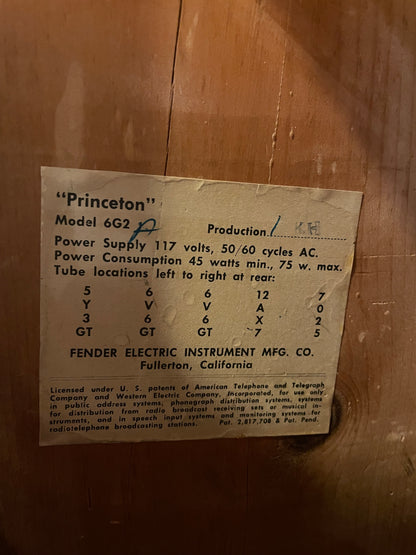 "Princeton"
Model 6G2 A Production 1 KH
Power Supply 117 volts, 50/60 cycles AC.
Power Consumption 45 watts min., 75 w. max.
Tube locations left to right at rear:
5 6 6 12 7
Y V V A 0
3 6 6 X 2
GT GT GT 7 5
FENDER ELECTRIC INSTRUMENT MFG. CO.
Fullerton, California
Licensed under U. S. patents of American Telephone and Telegraph
Company and Western Electric Company, Incorporated, for use only
in public address systems, phonograph distribution systems, systems
for distribution from radio broadcast receiving sets or musical in-
struments, and in speech input systems and monitoring systems for
radiotelephone broadcasting stations. Pat. 2,817,708 & Pat. Pend.